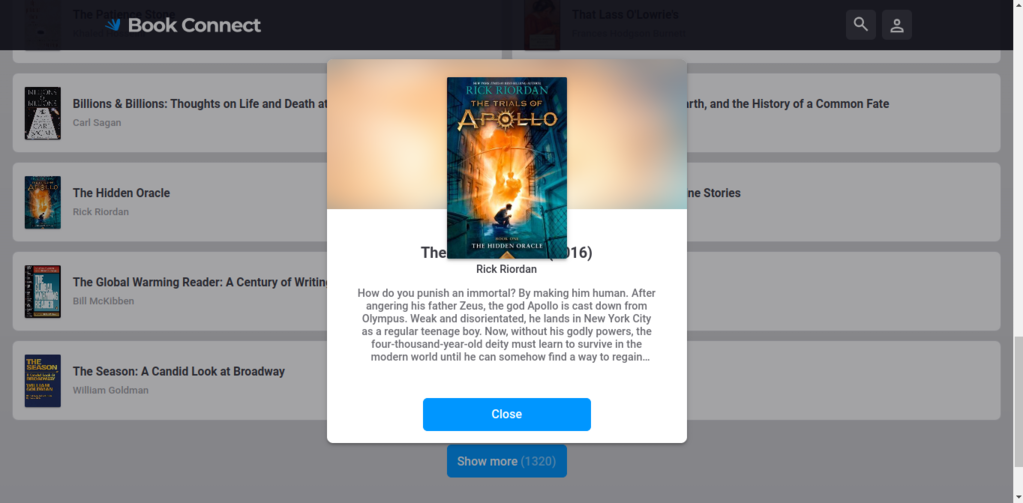 The Patience Stone
That Lass O'Lowrie's
Book Connect
Billions & Billions: Thoughts on Life and Death at
Carl Sagan
rth, and the History of a Common Fate
The Hidden Oracle
Rick Riordan
ne Stories
The Global Warming Reader: A Century of Writing
Bill McKibben
THE SEASON
The Season: A Candid Look at Broadway
William Goldman
RICK RIORDAN
THE TRIALS OF
APOLLO
BOOK ONE
THE HIDDEN ORACLE
The 016)
Rick Riordan
How do you punish an immortal? By making him human. After
angering his father Zeus, the god Apollo is cast down from
Olympus. Weak and disorientated, he lands in New York City
as a regular teenage boy. Now, without his godly powers, the
four-thousand-year-old deity must learn to survive in the
modern world until he can somehow find a way to regain…
Close
Show more (1320)